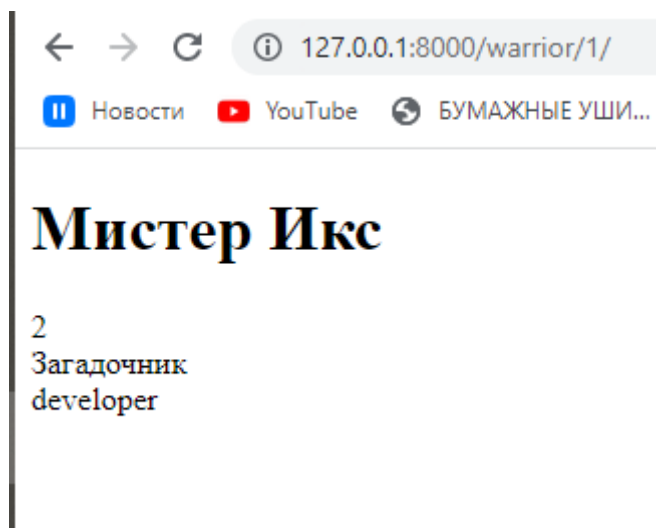 127.0.0.1:8000/warrior/1/
Новости YouTube БУМАЖНЫЕ УШИ...
Мистер Икс
2
Загадочник
developer